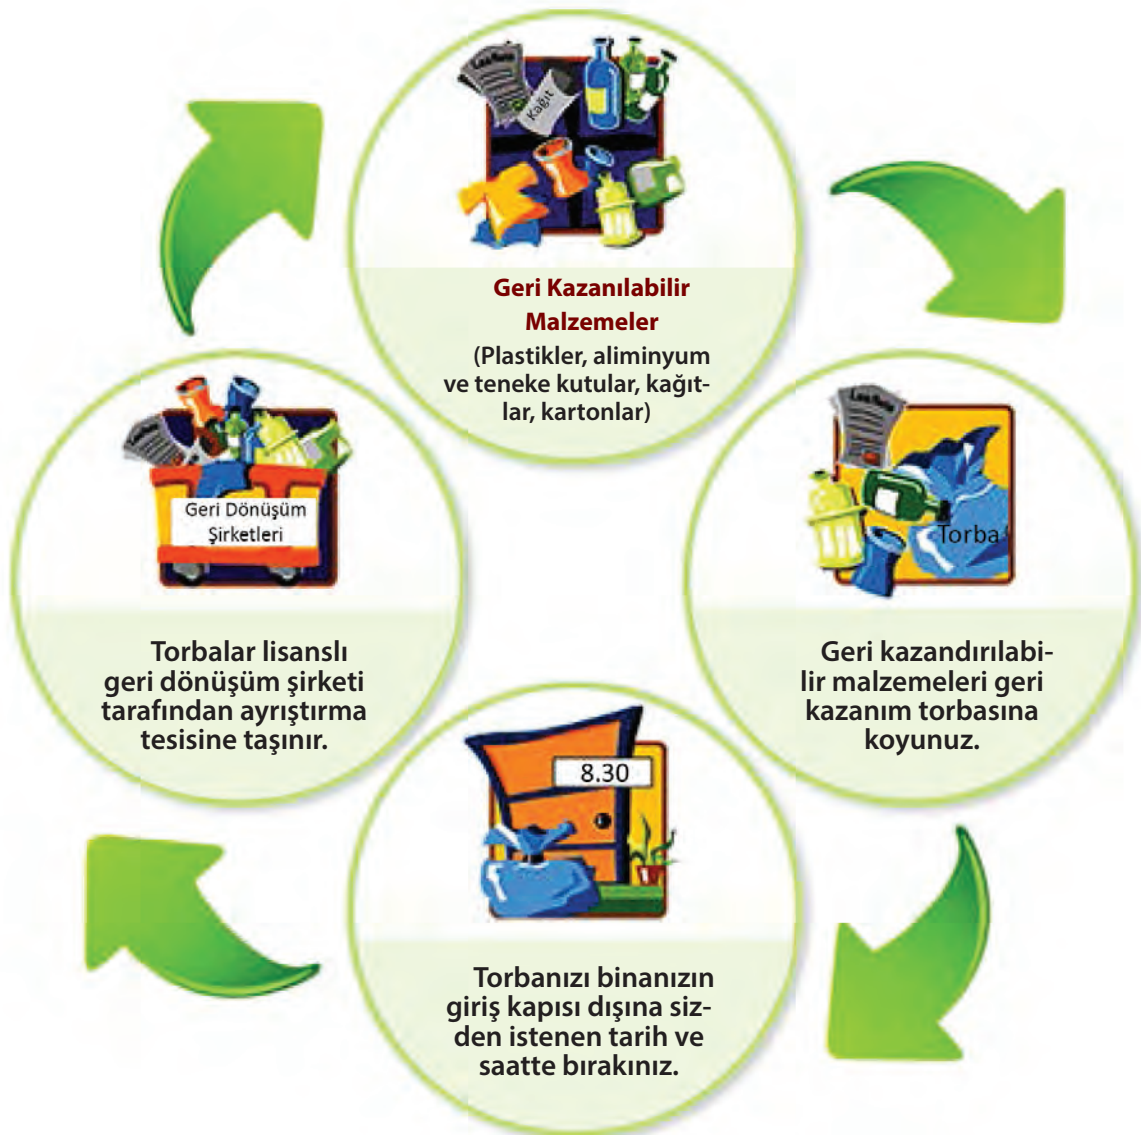 Kağıt
Geri Kazanılabilir
Malzemeler
(Plastikler, aliminyum
ve teneke kutular, kağıt-
lar, kartonlar)
Torba
Geri kazandırılabi-
lir malzemeleri geri
kazanım torbasına
koyunuz.
8.30
Torbanızı binanızın
giriş kapısı dışına siz-
den istenen tarih ve
saatte bırakınız.
Geri Dönüşüm
Şirketleri
Torbalar lisanslı
geri dönüşüm şirketi
tarafından ayrıştırma
tesisine taşınır.